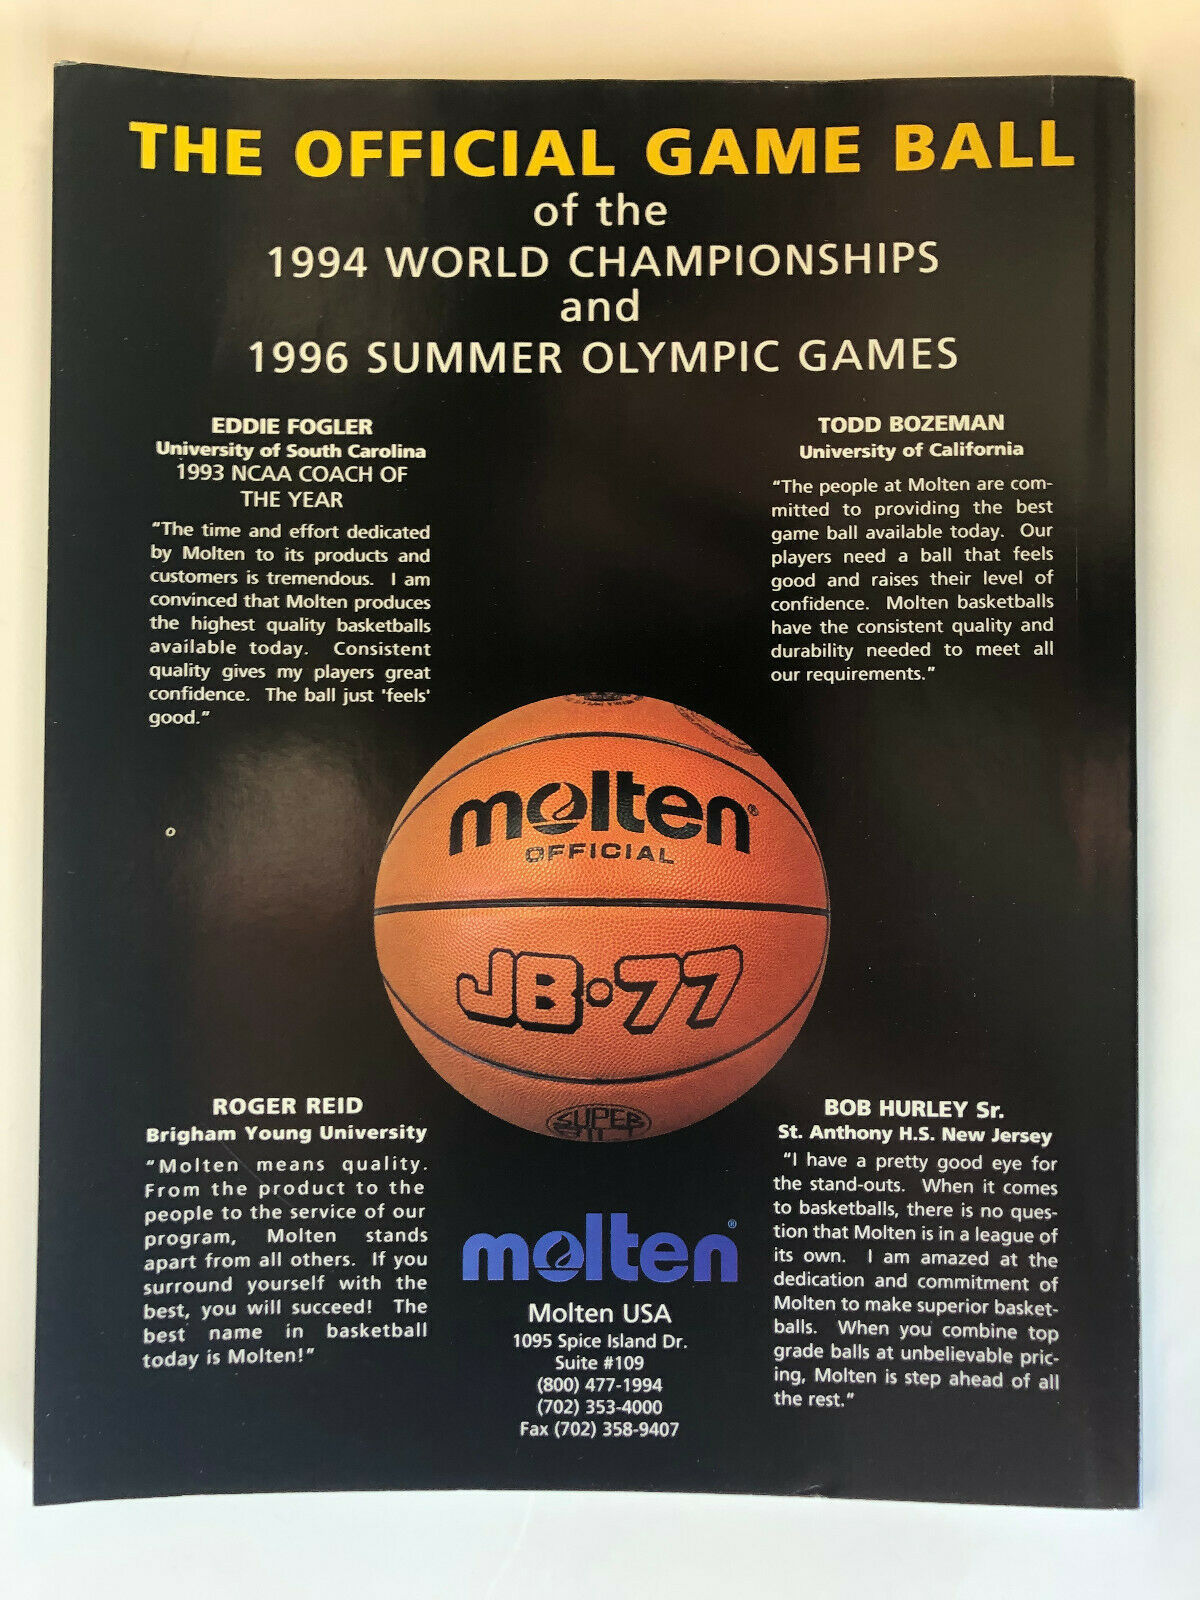 THE OFFICIAL GAME BALL
of the
1994 WORLD CHAMPIONSHIPS
and
1996 SUMMER OLYMPIC GAMES
EDDIE FOGLER
University of South Carolina
1993 NCAA COACH OF
THE YEAR
"The time and effort dedicated
by Molten to its products and
customers is tremendous. I am
convinced that Molten produces
the highest quality basketballs
available today. Consistent
quality gives my players great
confidence. The ball just 'feels'
good."
TODD BOZEMAN
University of California
"The people at Molten are com-
mitted to providing the best
game ball available today. Our
players need a ball that feels
good and raises their level of
confidence. Molten basketballs
have the consistent quality and
durability needed to meet all
our requirements."
molten®
OFFICIAL
JB·77
SUPER
ROGER REID
Brigham Young University
"Molten means quality.
From the product to the
people to the service of our
program, Molten stands
apart from all others. If you
surround yourself with the
best, you will succeed! The
best name in basketball
today is Molten!"
molten®
Molten USA
1095 Spice Island Dr.
Suite #109
(800) 477-1994
(702) 353-4000
Fax (702) 358-9407
BOB HURLEY Sr.
St. Anthony H.S. New Jersey
"I have a pretty good eye for
the stand-outs. When it comes
to basketballs, there is no ques-
tion that Molten is in a league of
its own. I am amazed at the
dedication and commitment of
Molten to make superior basket-
balls. When you combine top
grade balls at unbelievable pric-
ing, Molten is step ahead of all
the rest."